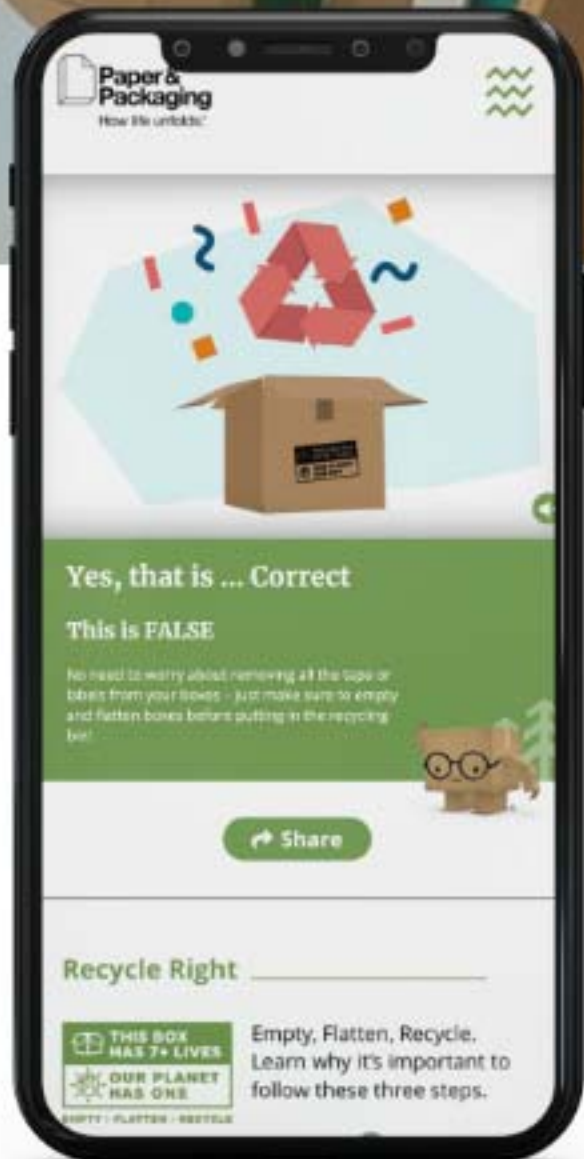 Paper &
Packaging
How life unfolds.®
Yes, that is ... Correct
This is FALSE
No need to worry about removing all the tape or
labels from your boxes – just make sure to empty
and flatten boxes before putting in the recycling
bin!
Share
Recycle Right
THIS BOX
HAS 7+ LIVES
OUR PLANET
HAS ONE
EMPTY • FLATTEN • RECYCLE
Empty, Flatten, Recycle.
Learn why it's important to
follow these three steps.